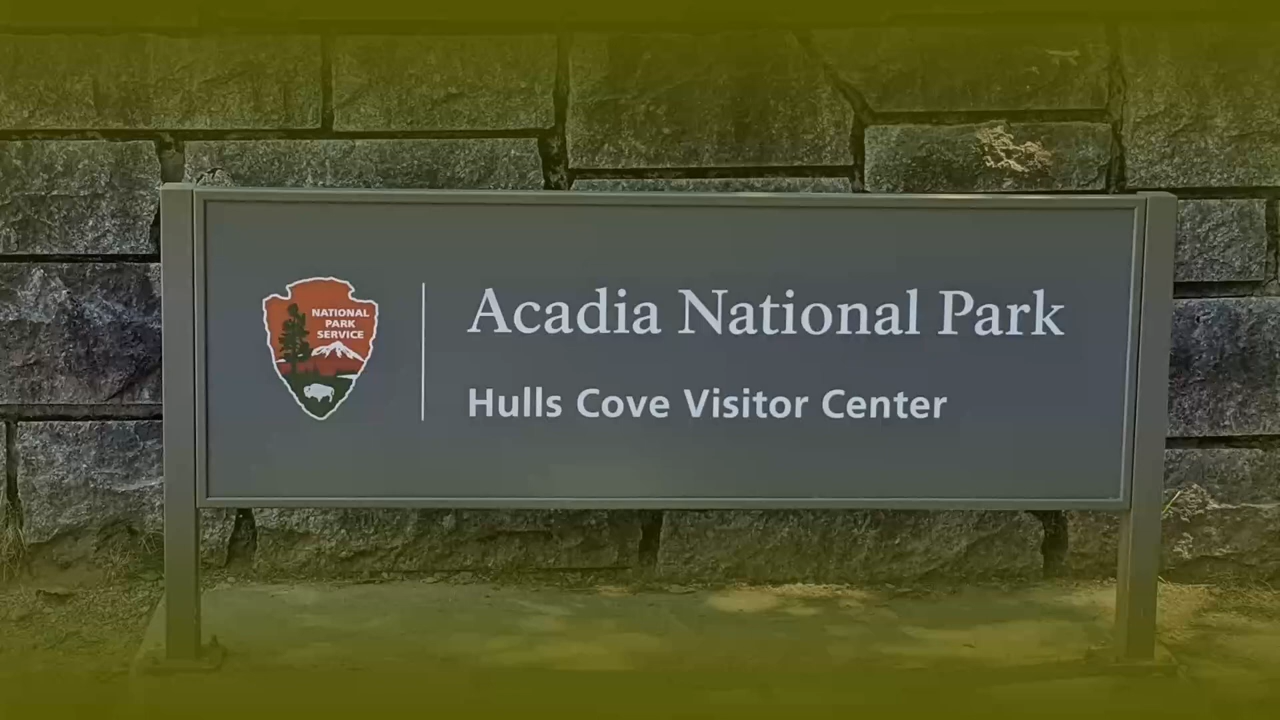 NATIONAL
PARK
SERVICE
Acadia National Park
Hulls Cove Visitor Center